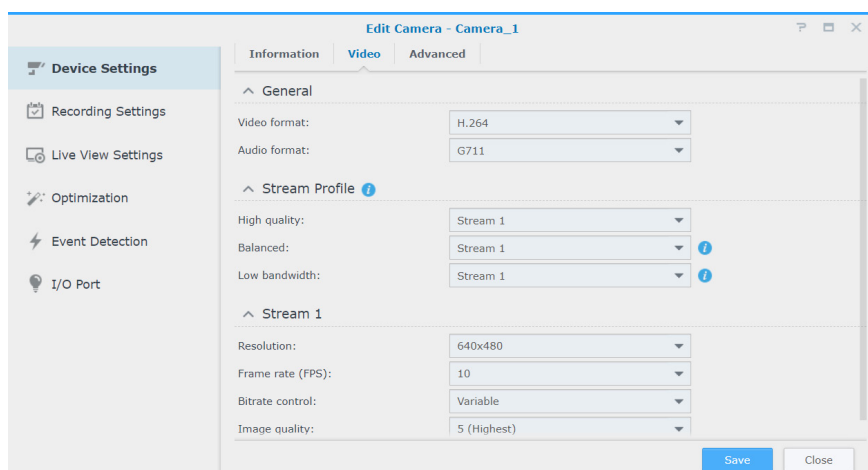 Edit Camera - Camera_1
Information Video Advanced
Device Settings
Recording Settings
Live View Settings
Optimization
Event Detection
I/O Port
General
Video format: H.264
Audio format: G711
Stream Profile
High quality: Stream 1
Balanced: Stream 1
Low bandwidth: Stream 1
Stream 1
Resolution: 640x480
Frame rate (FPS): 10
Bitrate control: Variable
Image quality: 5 (Highest)
Save Close